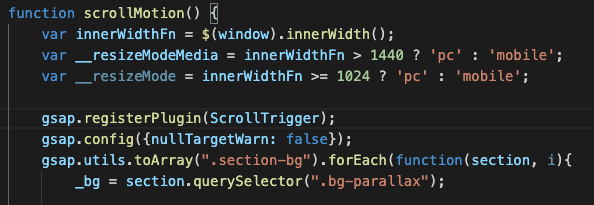 function scrollMotion() {
var innerWidthFn = $(window).innerWidth();
var __resizeModeMedia = innerWidthFn > 1440 ? 'pc' : 'mobile';
var __resizeMode = innerWidthFn >= 1024 ? 'pc' : 'mobile';
gsap.registerPlugin(ScrollTrigger);
gsap.config({nullTargetWarn: false});
gsap.utils.toArray(".section-bg").forEach(function(section, i){
_bg = section.querySelector(".bg-parallax");